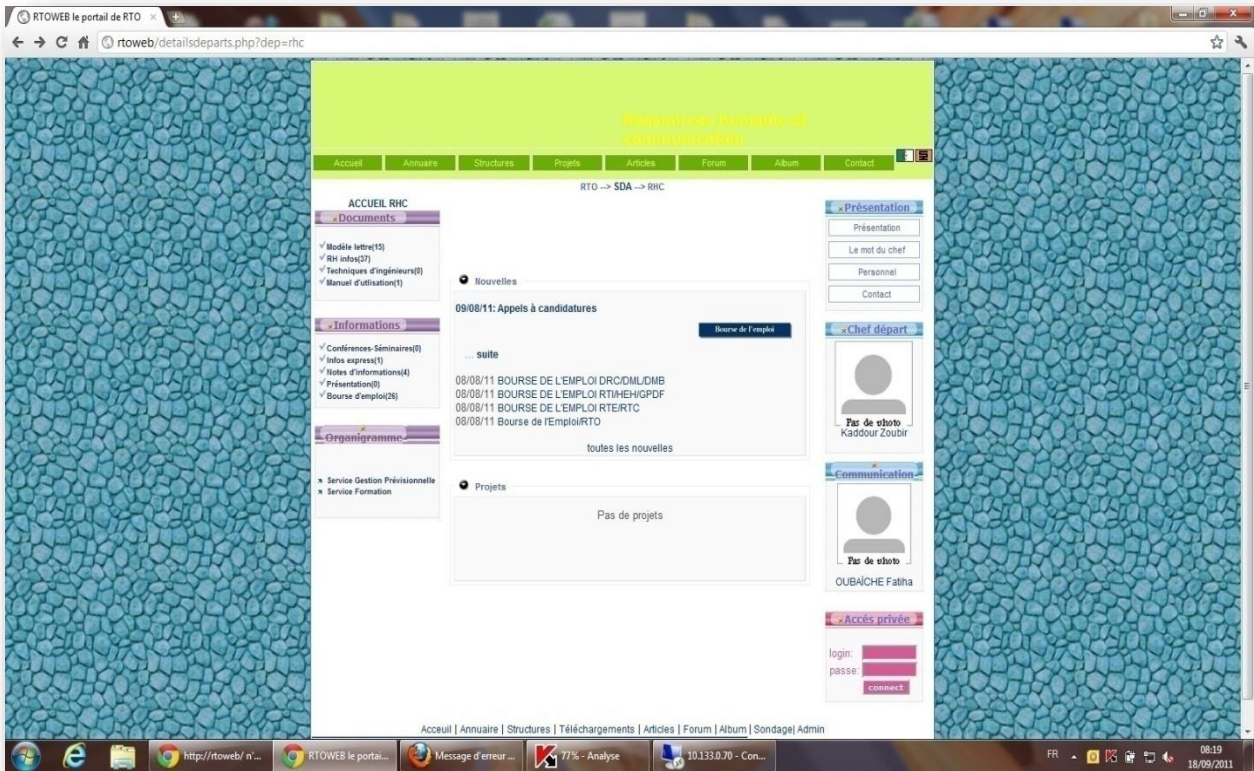 RTOWEB le portail de RTO
rtoweb/detailsdeparts.php?dep=rhc
Ressources humaine et
communication
Accueil Annuaire Structures Projets Articles Forum Album Contact
RTO --> SDA --> RHC
ACCUEIL RHC
Documents
Modèle lettre(15)
RH infos(37)
Techniques d'ingénieurs(0)
Manuel d'utlisation(1)
Informations
Conférences-Séminaires(0)
Infos express(1)
Notes d'informations(4)
Présentation(0)
Bourse d'emploi(26)
Organigramme
Service Gestion Prévisionnelle
Service Formation
Nouvelles
09/08/11: Appels à candidatures
Bourse de l'emploi
... suite
08/08/11 BOURSE DE L'EMPLOI DRC/DML/DMB
08/08/11 BOURSE DE L'EMPLOI RTI/HEH/GPDF
08/08/11 BOURSE DE L'EMPLOI RTE/RTC
08/08/11 Bourse de l'Emploi/RTO
toutes les nouvelles
Projets
Pas de projets
Présentation
Présentation
Le mot du chef
Personnel
Contact
Chef départ
Pas de photo
Kaddour Zoubir
Communication
Pas de photo
OUBAÏCHE Fatiha
Accés privée
login:
passe:
connect
Acceuil | Annuaire | Structures | Téléchargements | Articles | Forum | Album | Sondage| Admin
http://rtoweb/ n'... RTOWEB le portai... Message d'erreur ... 77% - Analyse 10.133.0.70 - Con... FR 08:19
18/09/2011